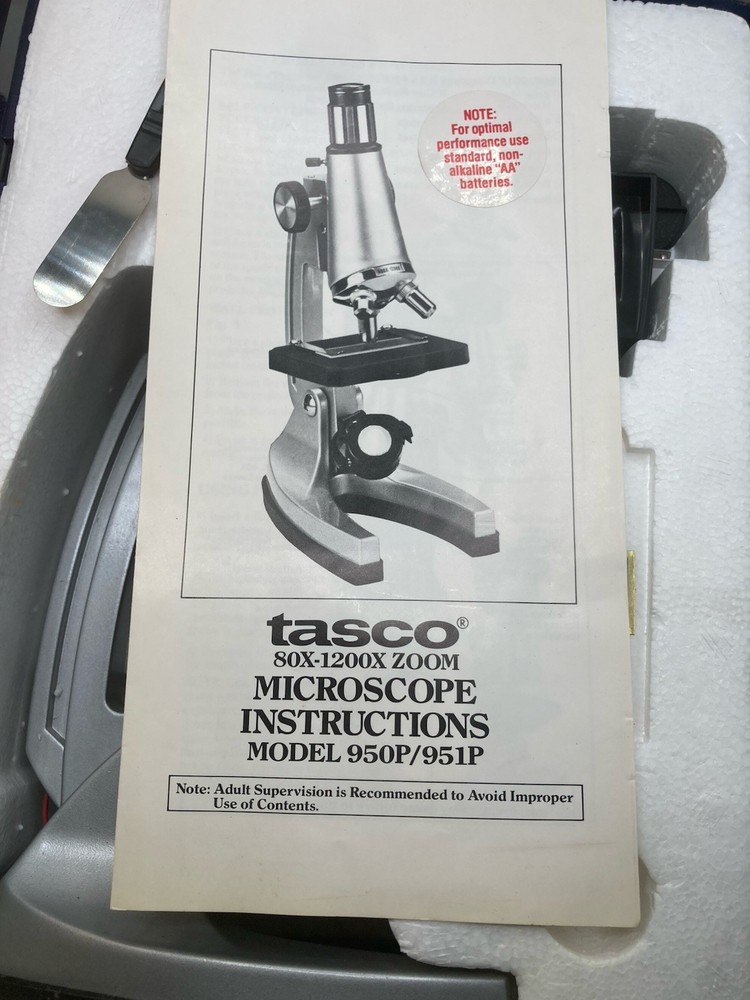 NOTE:
For optimal
performance use
standard, non-
alkaline "AA"
batteries.
tasco®
80X-1200X ZOOM
MICROSCOPE
INSTRUCTIONS
MODEL 950P/951P
Note: Adult Supervision is Recommended to Avoid Improper
Use of Contents.